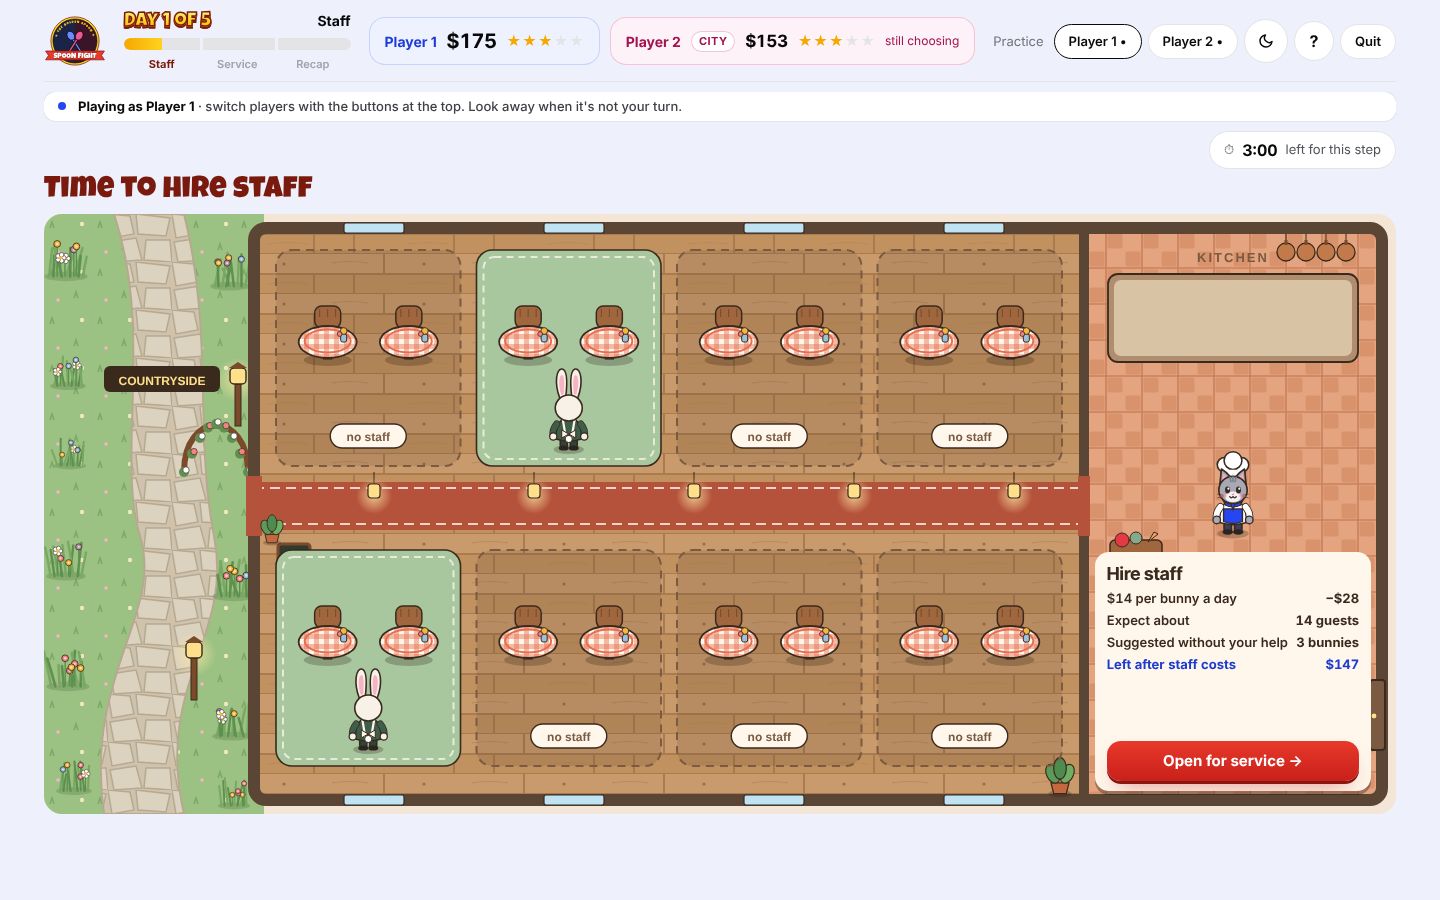 SPOON FIGHT
DAY 1 OF 5
Staff
Staff
Service
Recap
Player 1 $175 ★★★★★
Player 2 CITY $153 ★★★★★ still choosing
Practice
Player 1 •
Player 2 •
?
Quit
Playing as Player 1 · switch players with the buttons at the top. Look away when it's not your turn.
3:00 left for this step
TIME TO HIRE STAFF
KITCHEN
COUNTRYSIDE
no staff
no staff
no staff
no staff
no staff
no staff
Hire staff
$14 per bunny a day −$28
Expect about 14 guests
Suggested without your help 3 bunnies
Left after staff costs $147
Open for service →